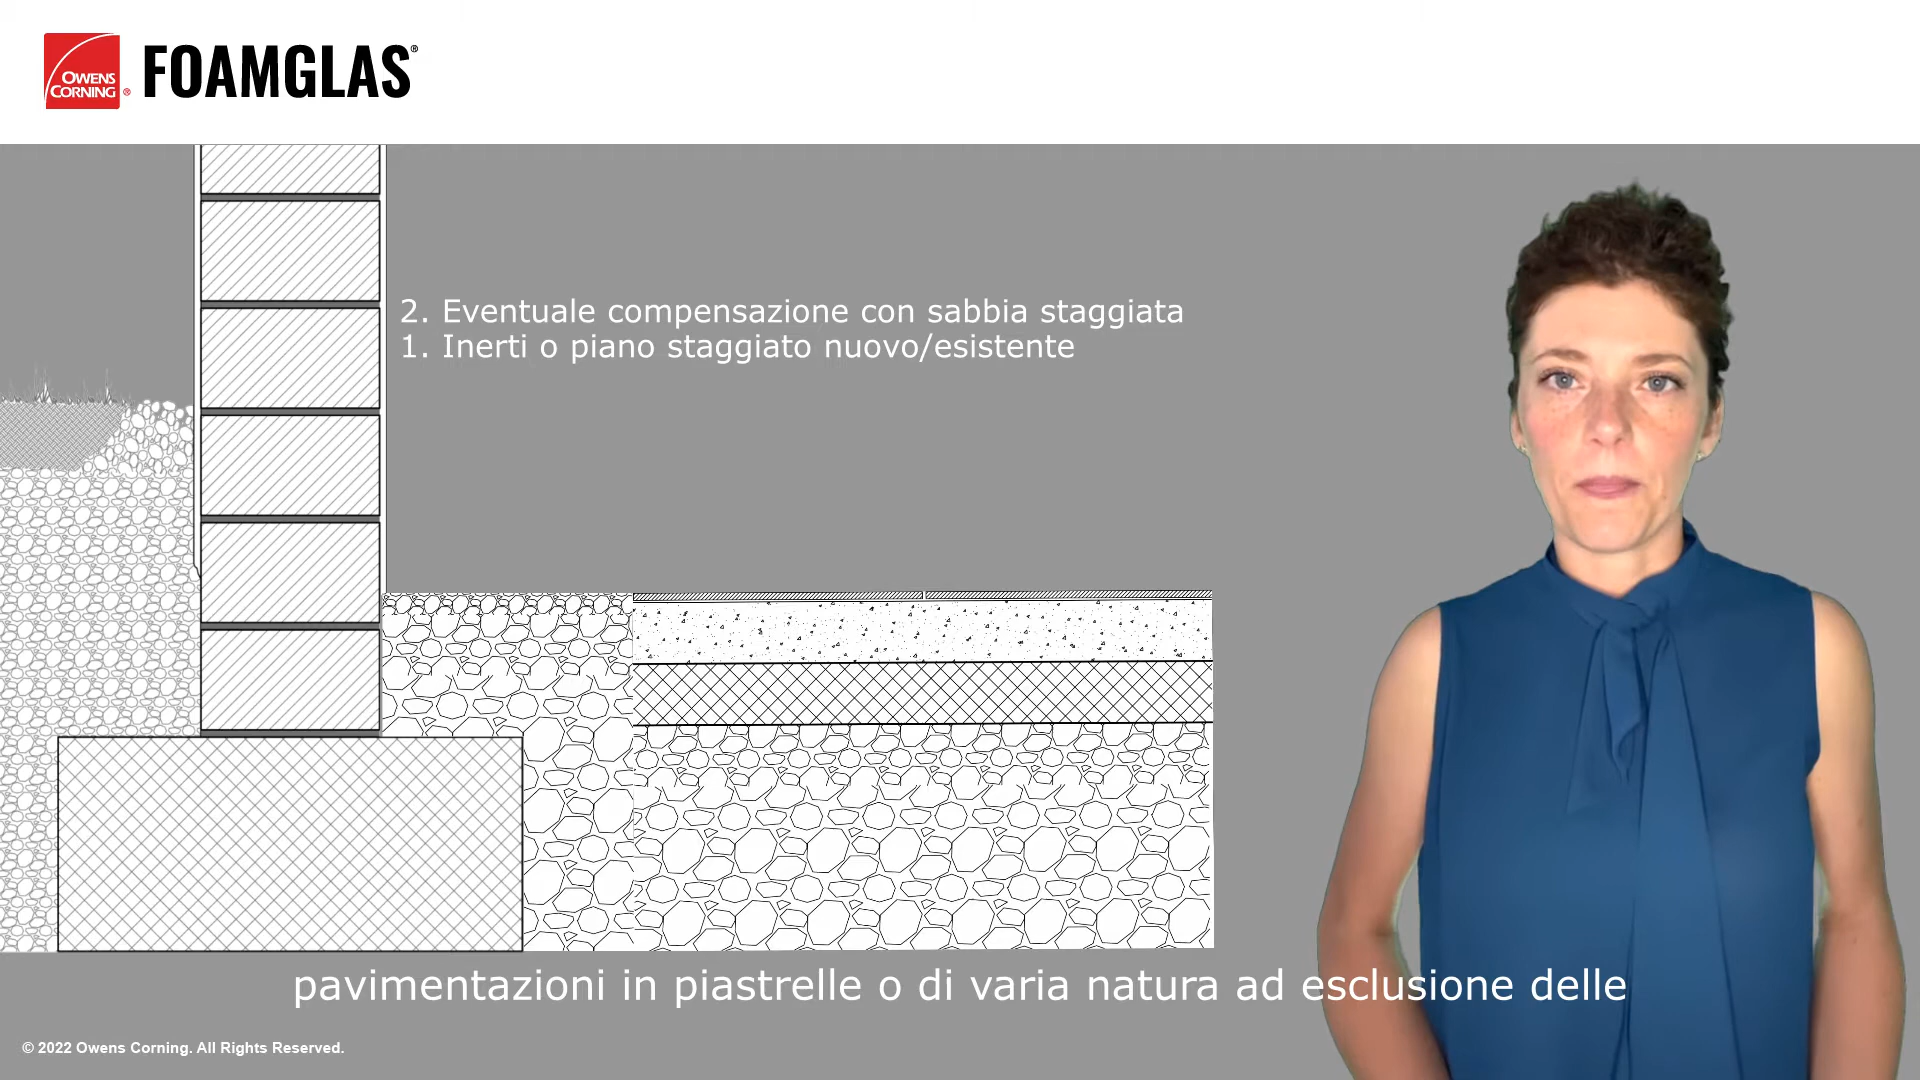 OWENS
CORNING® FOAMGLAS®
2. Eventuale compensazione con sabbia staggiata
1. Inerti o piano staggiato nuovo/esistente
pavimentazioni in piastrelle o di varia natura ad esclusione delle
© 2022 Owens Corning. All Rights Reserved.